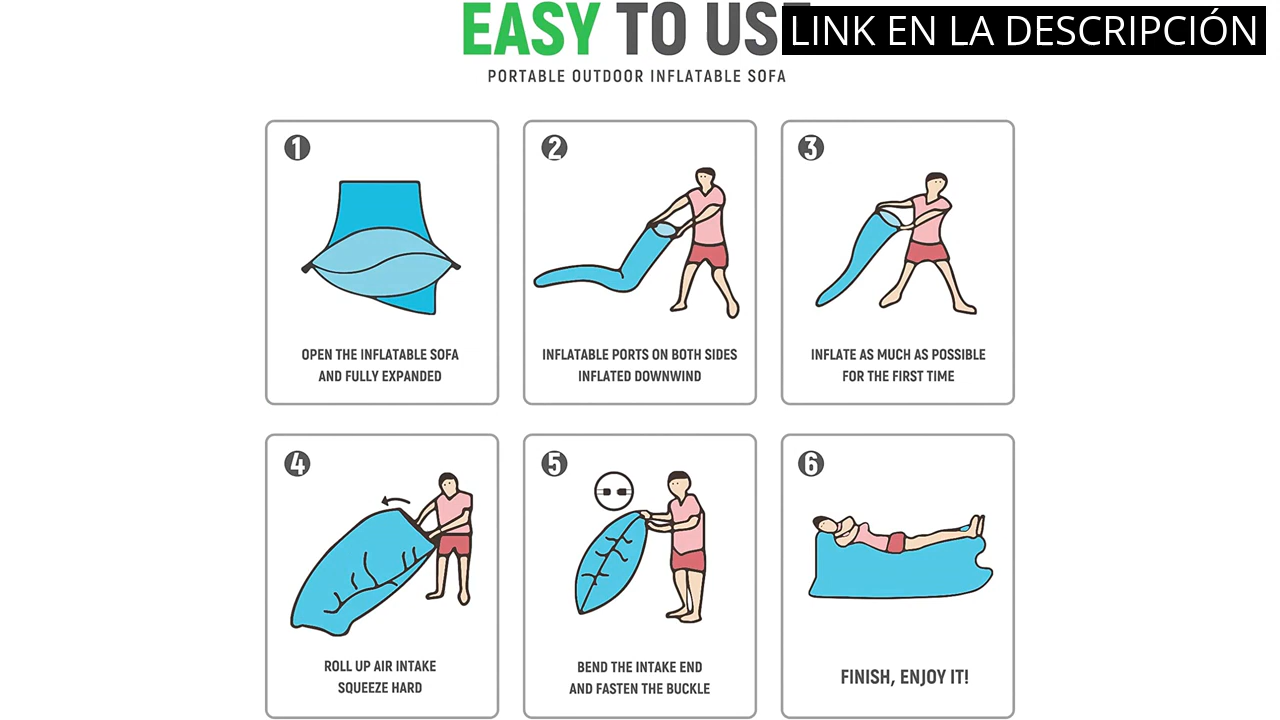 EASY TO US
LINK EN LA DESCRIPCIÓN
PORTABLE OUTDOOR INFLATABLE SOFA
1
OPEN THE INFLATABLE SOFA
AND FULLY EXPANDED
2
INFLATABLE PORTS ON BOTH SIDES
INFLATED DOWNWIND
3
INFLATE AS MUCH AS POSSIBLE
FOR THE FIRST TIME
4
ROLL UP AIR INTAKE
SQUEEZE HARD
5
BEND THE INTAKE END
AND FASTEN THE BUCKLE
6
FINISH, ENJOY IT!